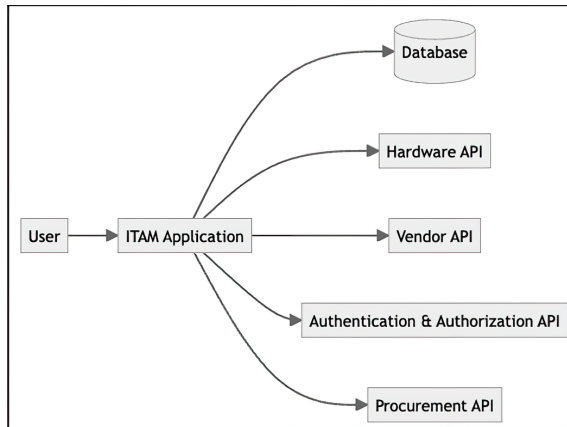 Database
Hardware API
User
ITAM Application
Vendor API
Authentication & Authorization API
Procurement API